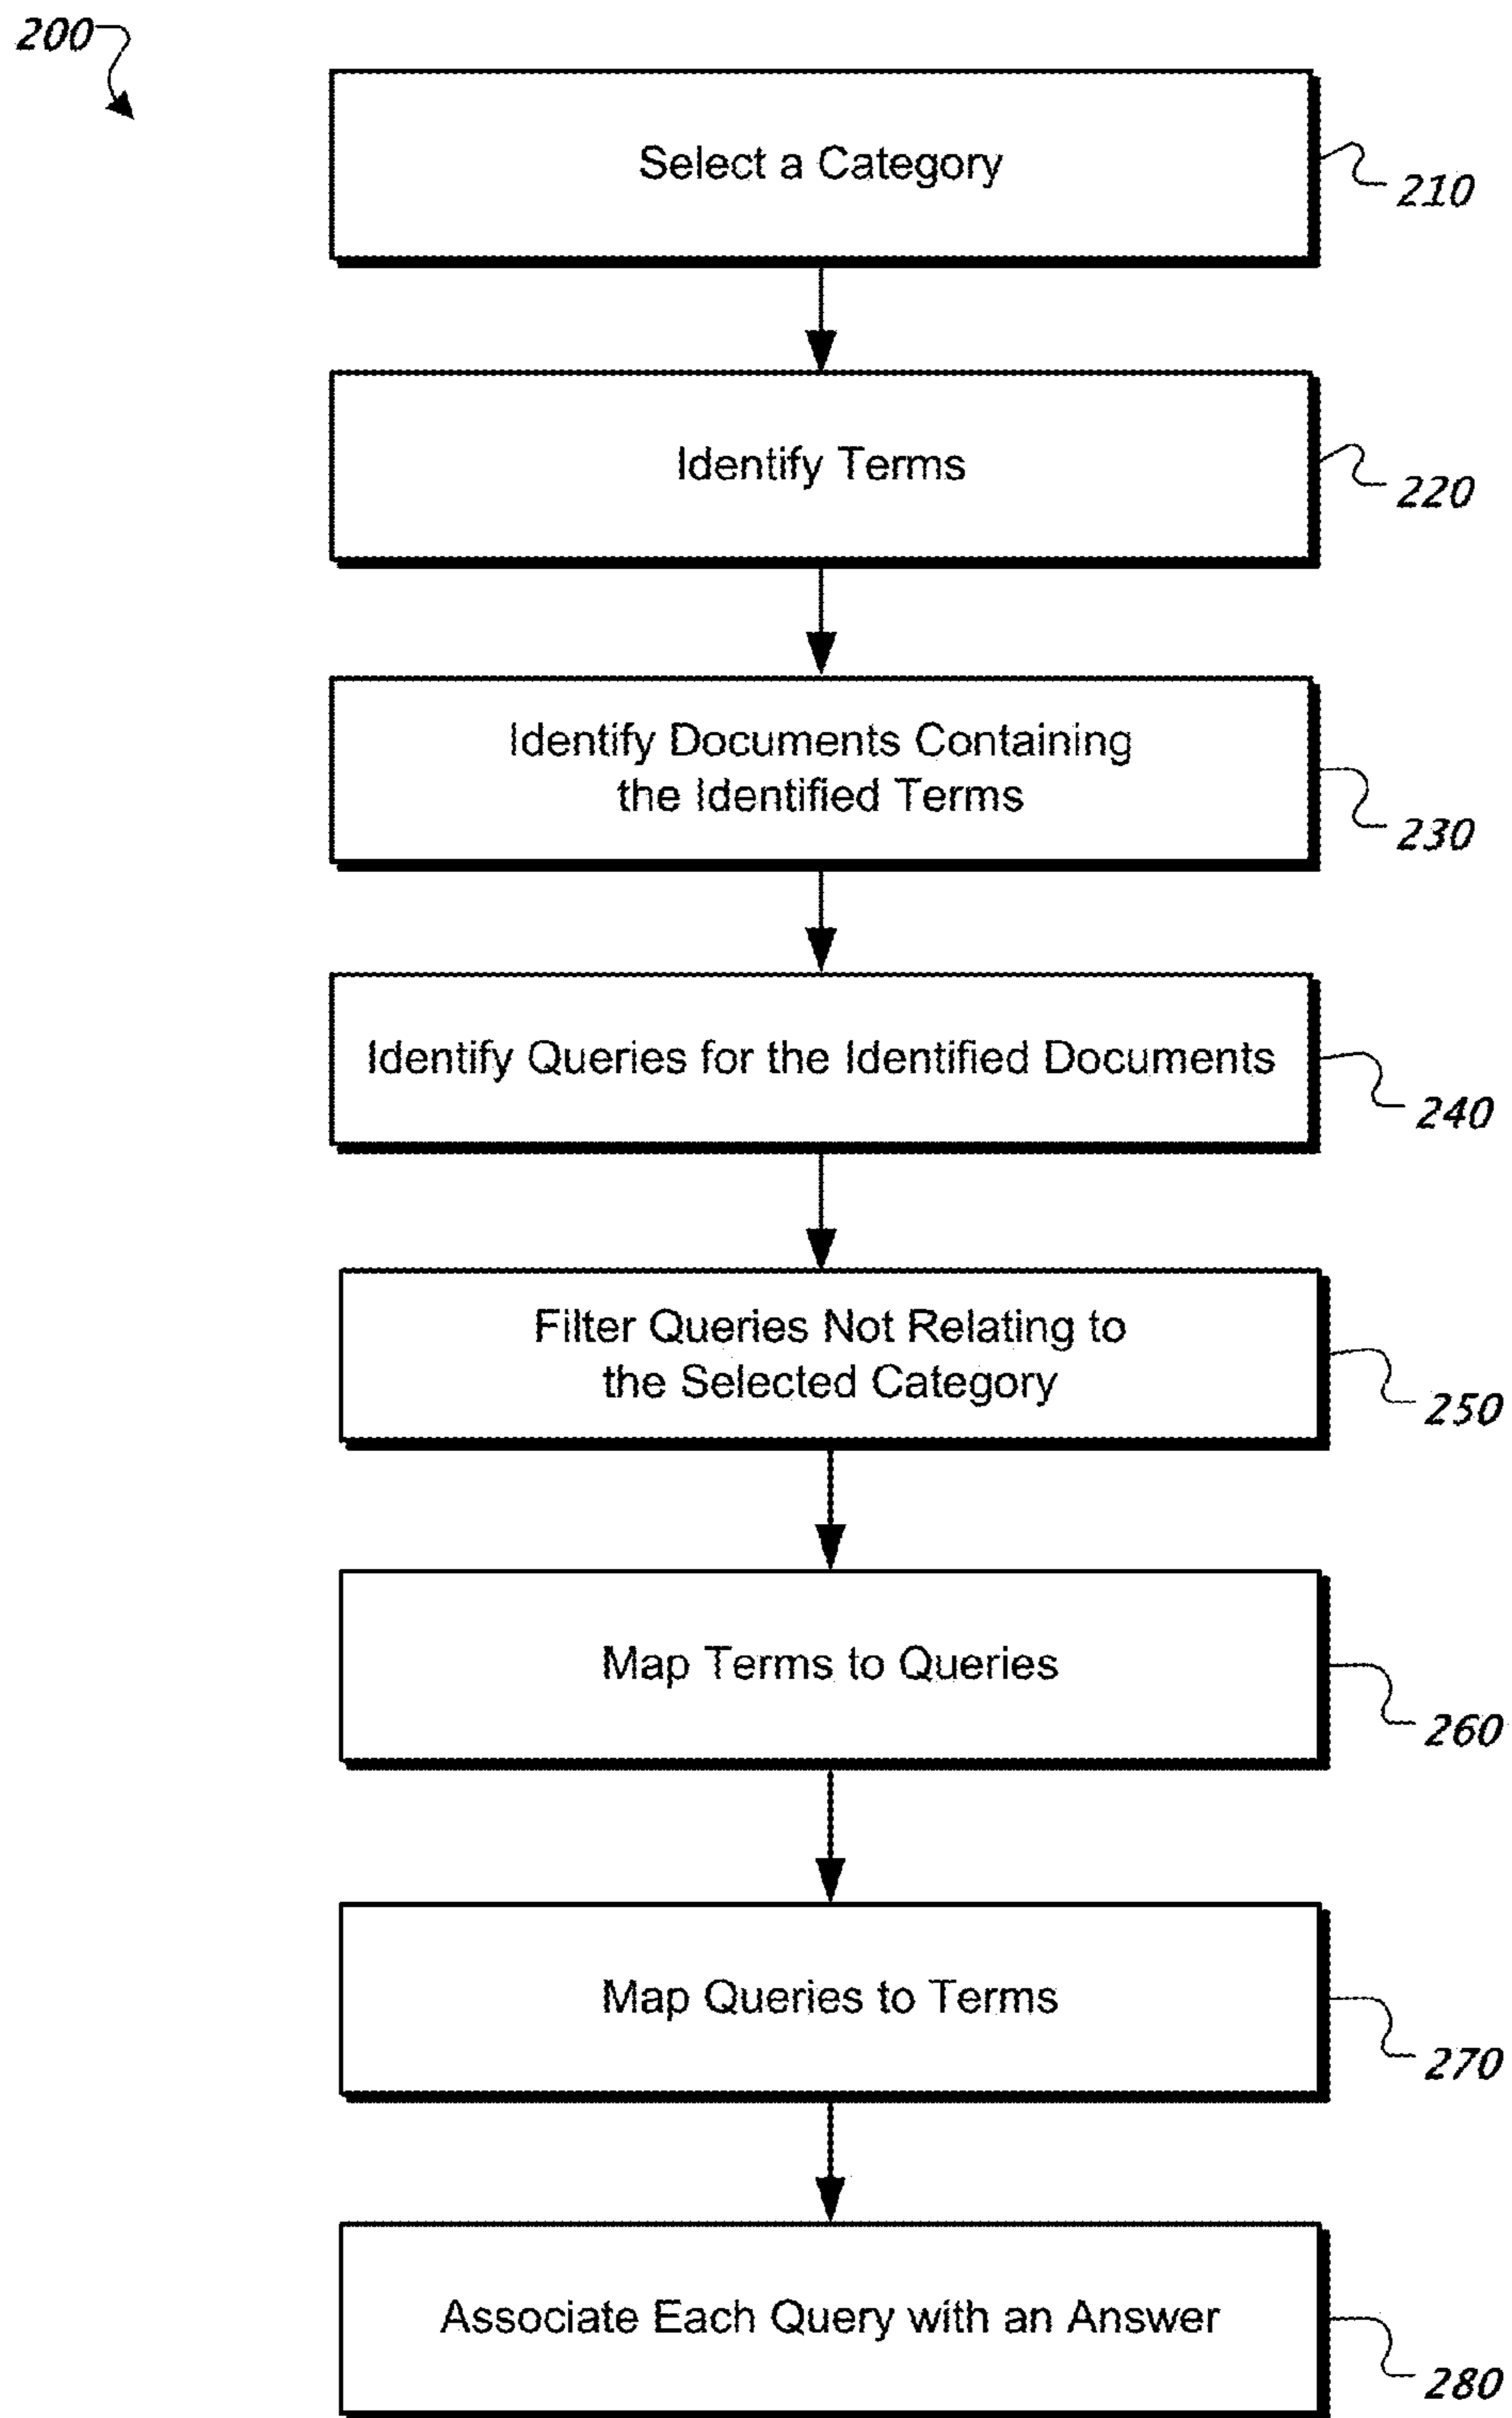 200
Select a Category
210
Identify Terms
220
Identify Documents Containing
the Identified Terms
230
Identify Queries for the Identified Documents
240
Filter Queries Not Relating to
the Selected Category
250
Map Terms to Queries
260
Map Queries to Terms
270
Associate Each Query with an Answer
280